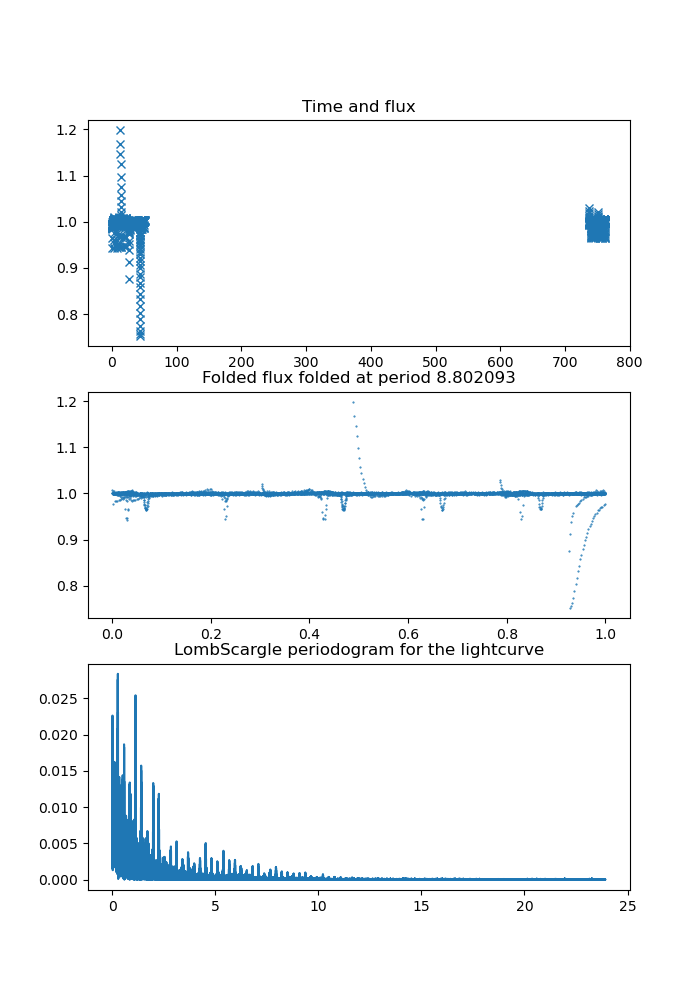 Time and flux
1.2
1.1
1.0
0.9
0.8
0 100 200 300 400 500 600 700 800
Folded flux folded at period 8.802093
1.2
1.1
1.0
0.9
0.8
0.0 0.2 0.4 0.6 0.8 1.0
LombScargle periodogram for the lightcurve
0.025
0.020
0.015
0.010
0.005
0.000
0 5 10 15 20 25